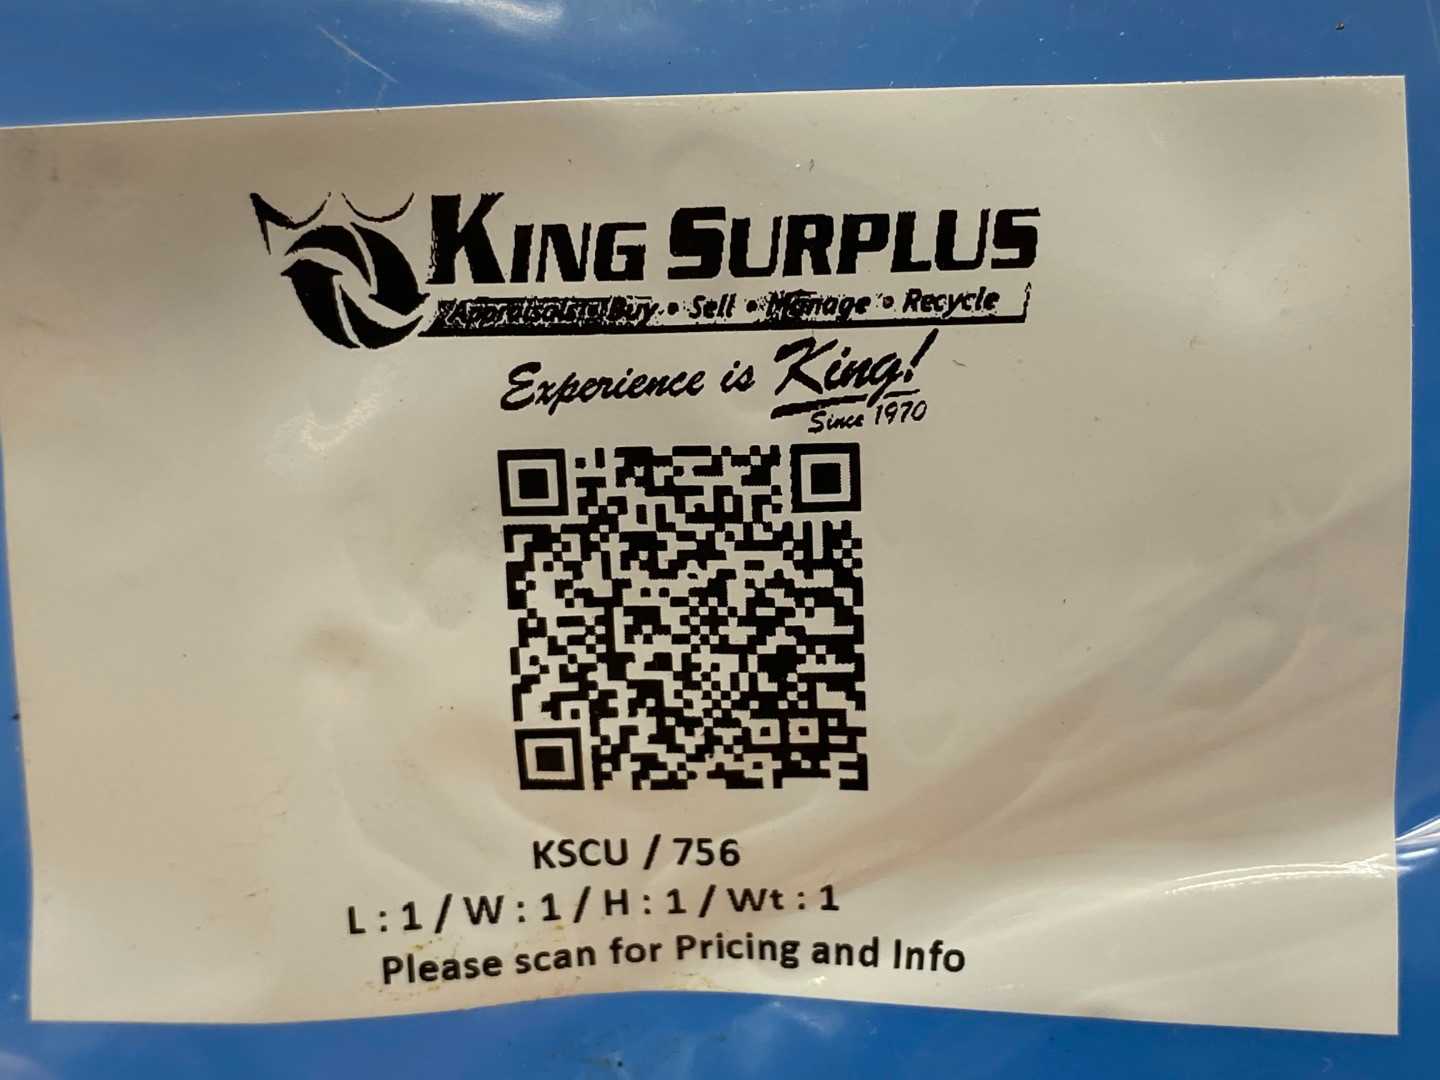 KING SURPLUS
Appraisals • Buy • Sell • Manage • Recycle
Experience is King!
Since 1970
KSCU / 756
L : 1 / W : 1 / H : 1 / Wt : 1
Please scan for Pricing and Info